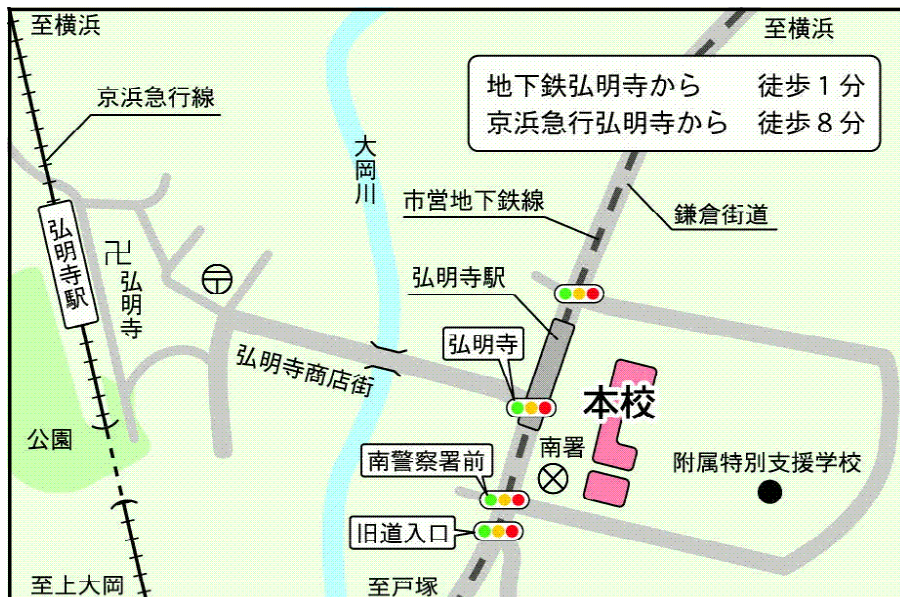 至横浜
至横浜
地下鉄弘明寺から 徒歩1分
京浜急行弘明寺から 徒歩8分
京浜急行線
大岡川
市営地下鉄線
鎌倉街道
弘明寺駅
卍
弘明寺
〒
弘明寺駅
弘明寺
弘明寺商店街
本校
公園
南署
南警察署前
附属特別支援学校
旧道入口
至上大岡
至戸塚